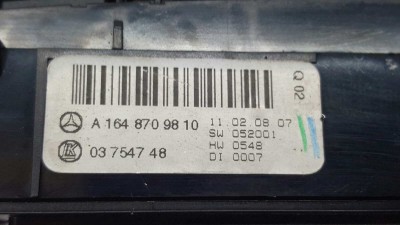 Q 02
A 164 870 98 10 11.02.08 07
SW 052001
HW 0548
03 7547 48 DI 0007